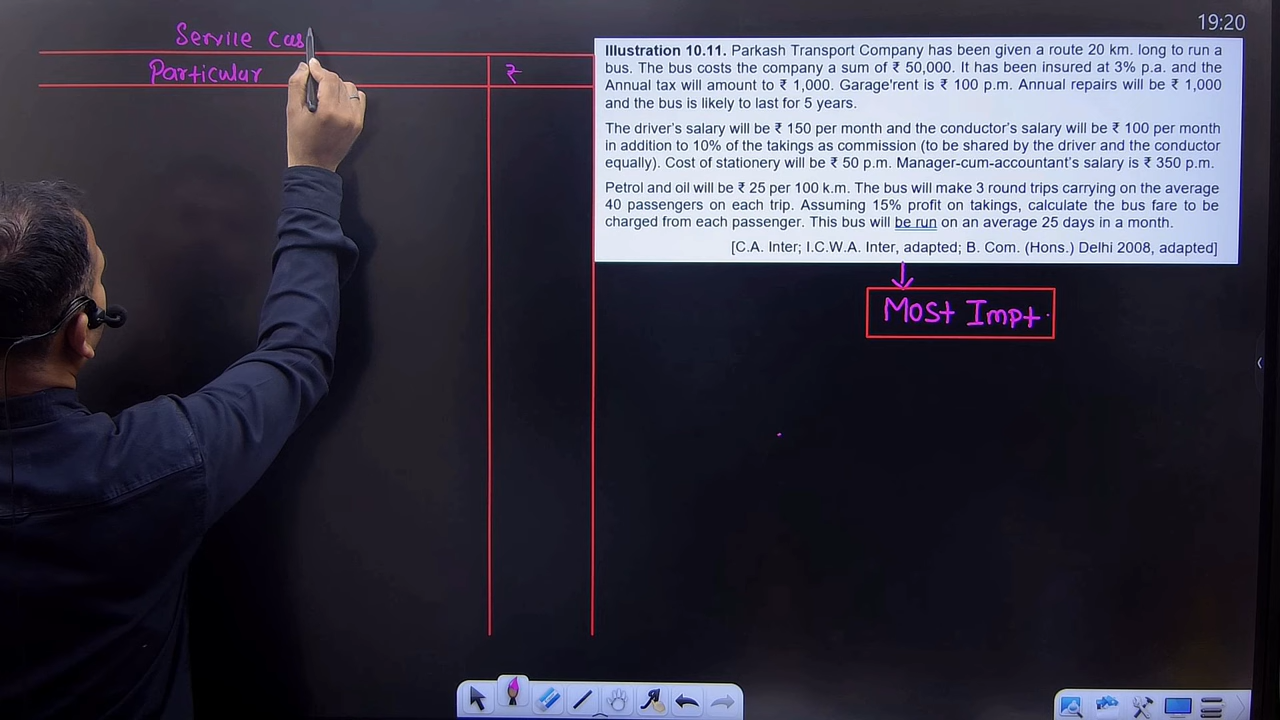 19:20
Service cos
Particular ₹
Illustration 10.11. Parkash Transport Company has been given a route 20 km. long to run a
bus. The bus costs the company a sum of ₹ 50,000. It has been insured at 3% p.a. and the
Annual tax will amount to ₹ 1,000. Garage'rent is ₹ 100 p.m. Annual repairs will be ₹ 1,000
and the bus is likely to last for 5 years.
The driver's salary will be ₹ 150 per month and the conductor's salary will be ₹ 100 per month
in addition to 10% of the takings as commission (to be shared by the driver and the conductor
equally). Cost of stationery will be ₹ 50 p.m. Manager-cum-accountant's salary is ₹ 350 p.m.
Petrol and oil will be ₹ 25 per 100 k.m. The bus will make 3 round trips carrying on the average
40 passengers on each trip. Assuming 15% profit on takings, calculate the bus fare to be
charged from each passenger. This bus will be run on an average 25 days in a month.
[C.A. Inter; I.C.W.A. Inter, adapted; B. Com. (Hons.) Delhi 2008, adapted]
Most Impt.